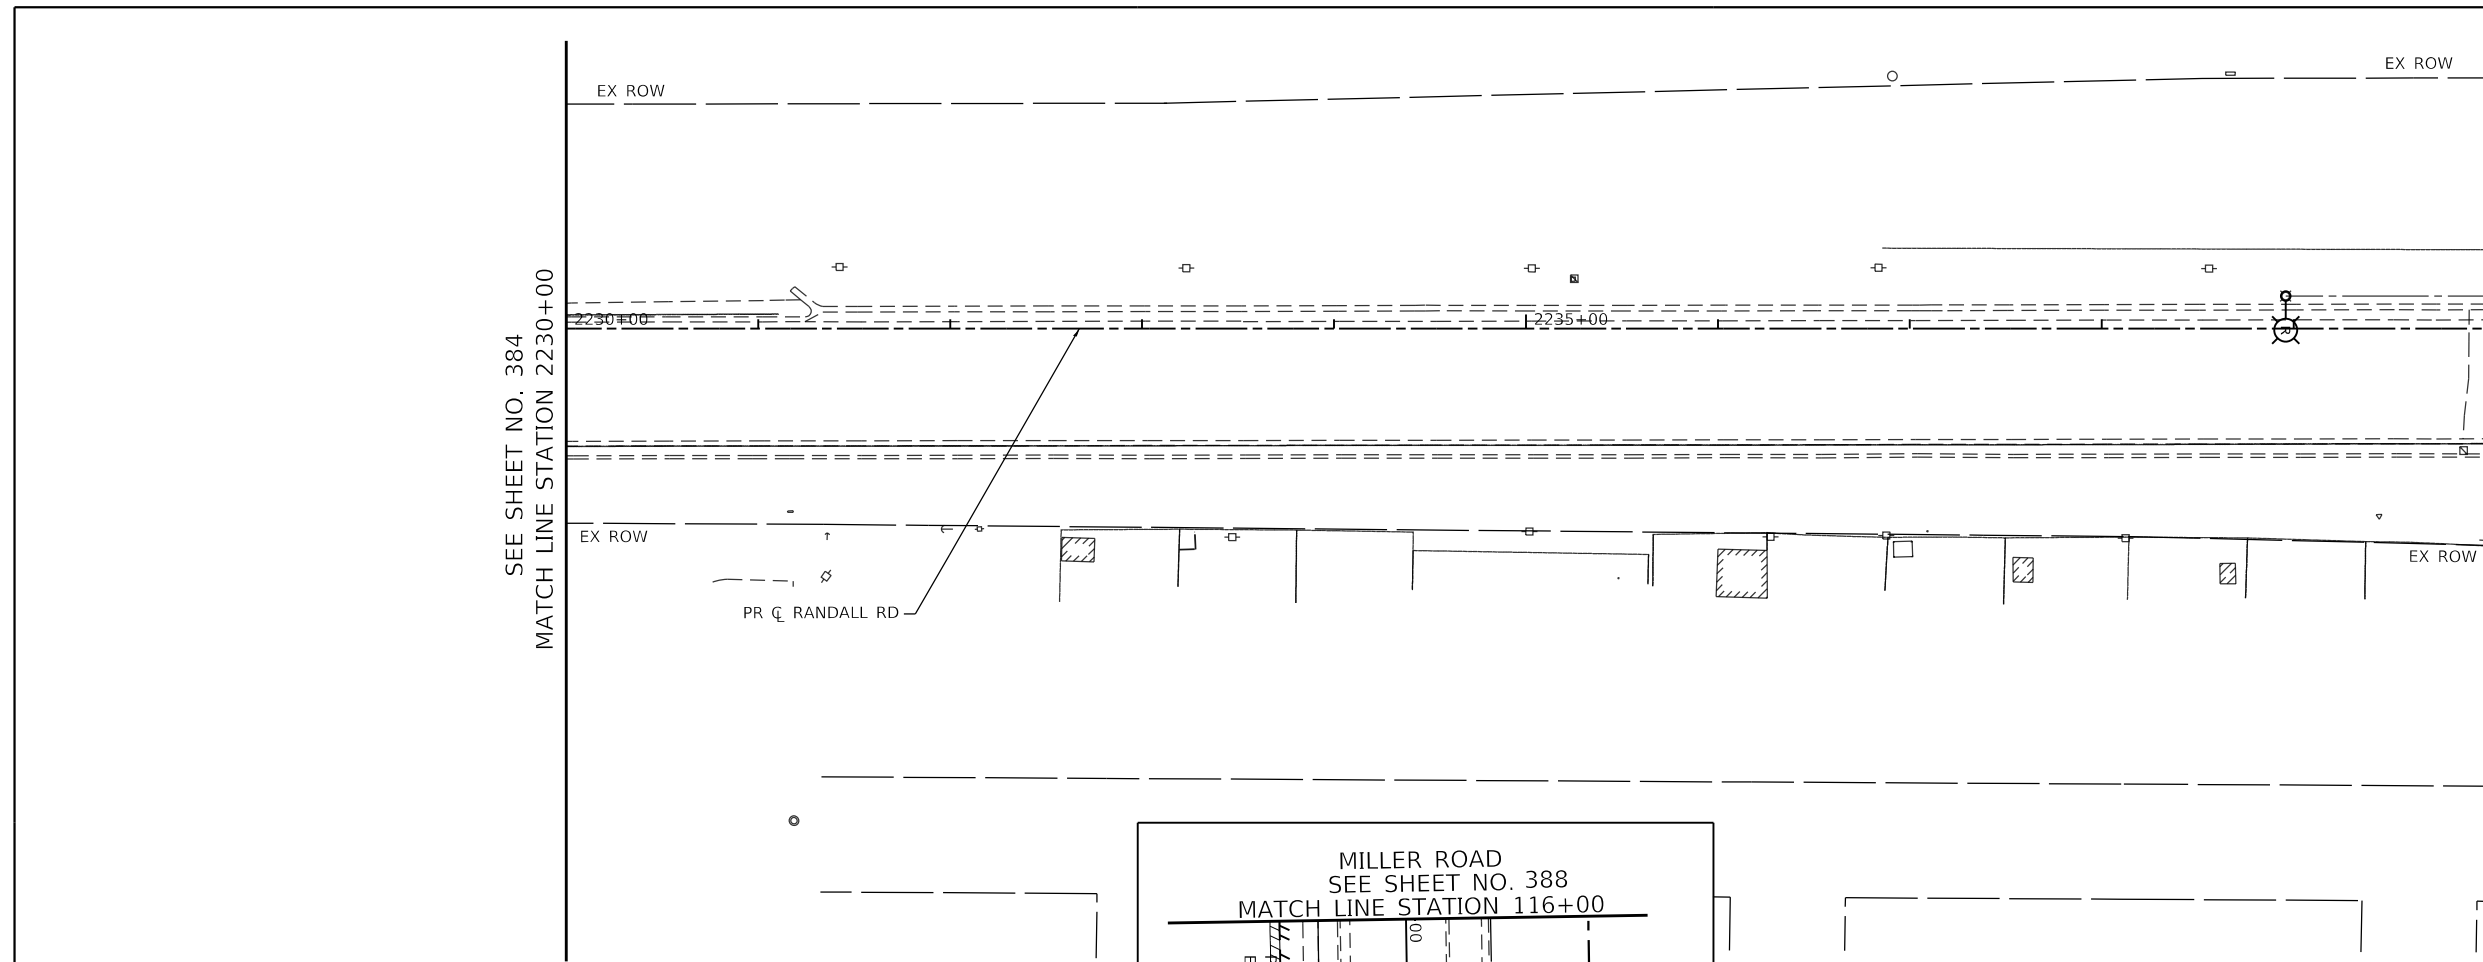 EX ROW
EX ROW
SEE SHEET NO. 384
MATCH LINE STATION 2230+00
2230+00
2235+00
R
EX ROW
EX ROW
PR ℄ RANDALL RD
MILLER ROAD
SEE SHEET NO. 388
MATCH LINE STATION 116+00